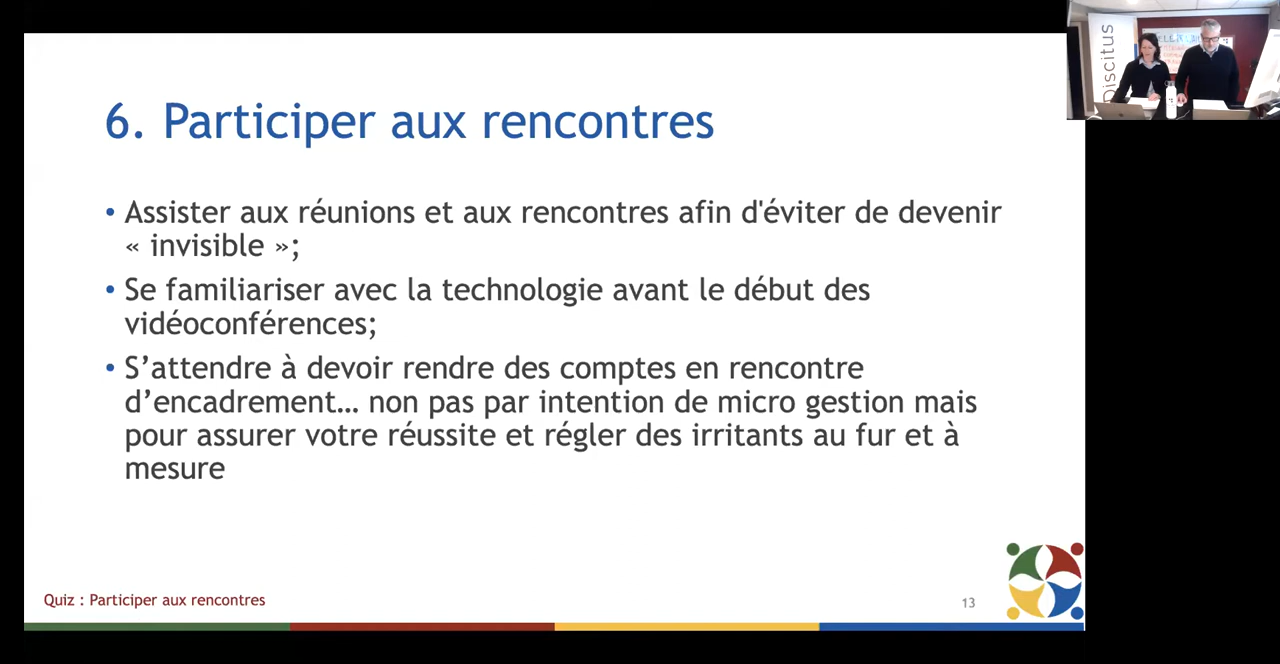 6. Participer aux rencontres
• Assister aux réunions et aux rencontres afin d'éviter de devenir
« invisible »;
• Se familiariser avec la technologie avant le début des
vidéoconférences;
• S’attendre à devoir rendre des comptes en rencontre
d’encadrement… non pas par intention de micro gestion mais
pour assurer votre réussite et régler des irritants au fur et à
mesure
Quiz : Participer aux rencontres
13
Discitus